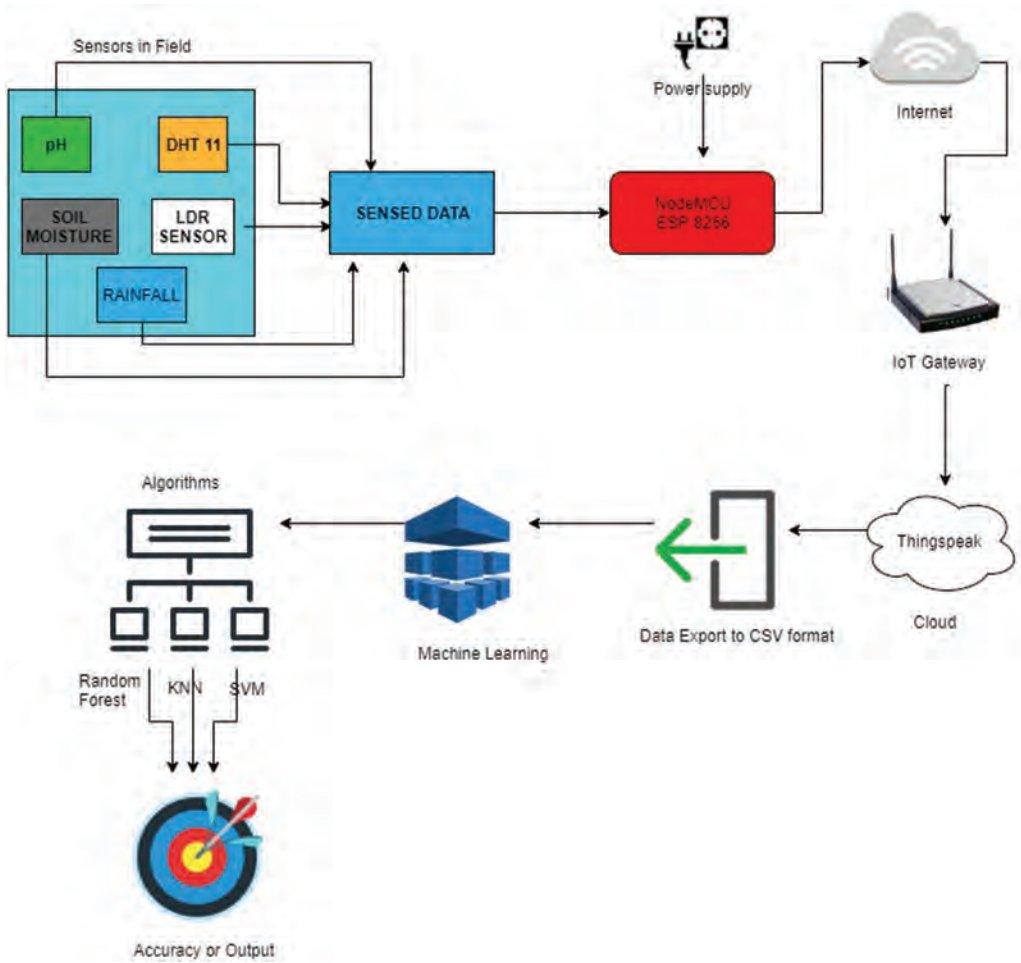 Sensors in Field
pH
DHT 11
SOIL
MOISTURE
LDR
SENSOR
RAINFALL
SENSED DATA
Power supply
NodeMCU
ESP 8266
Internet
IoT Gateway
Thingspeak
Cloud
Data Export to CSV format
Machine Learning
Algorithms
Random
Forest
KNN
SVM
Accuracy or Output